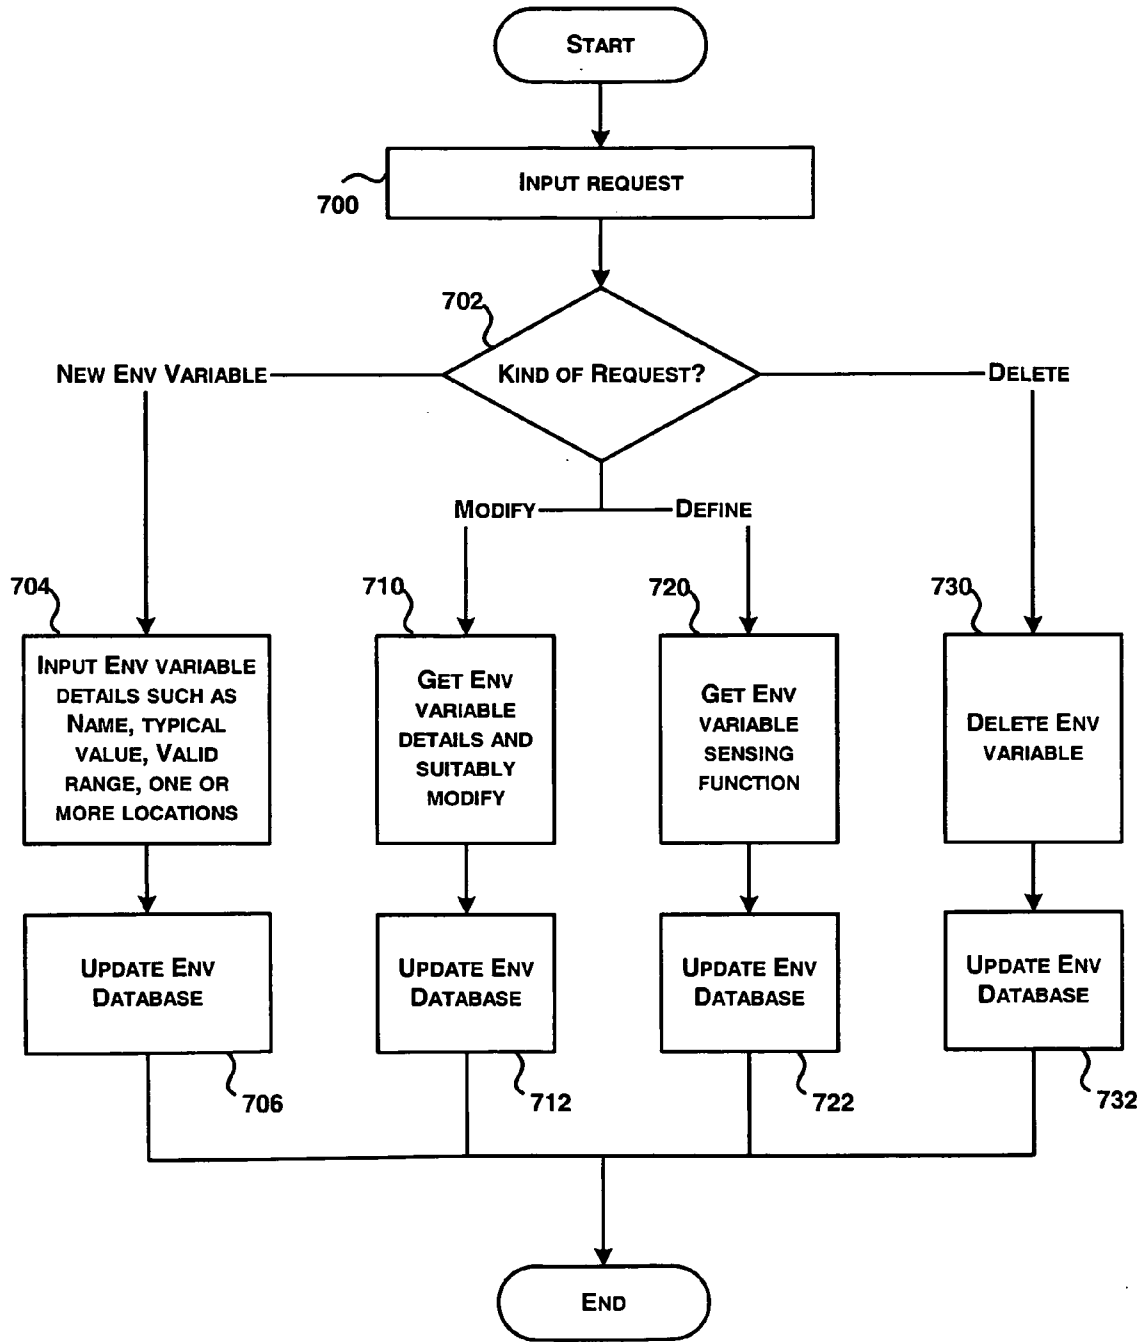 START
INPUT REQUEST
700
702
KIND OF REQUEST?
NEW ENV VARIABLE
DELETE
MODIFY
DEFINE
704
INPUT ENV VARIABLE
DETAILS SUCH AS
NAME, TYPICAL
VALUE, VALID
RANGE, ONE OR
MORE LOCATIONS
710
GET ENV
VARIABLE
DETAILS AND
SUITABLY
MODIFY
720
GET ENV
VARIABLE
SENSING
FUNCTION
730
DELETE ENV
VARIABLE
UPDATE ENV
DATABASE
706
UPDATE ENV
DATABASE
712
UPDATE ENV
DATABASE
722
UPDATE ENV
DATABASE
732
END